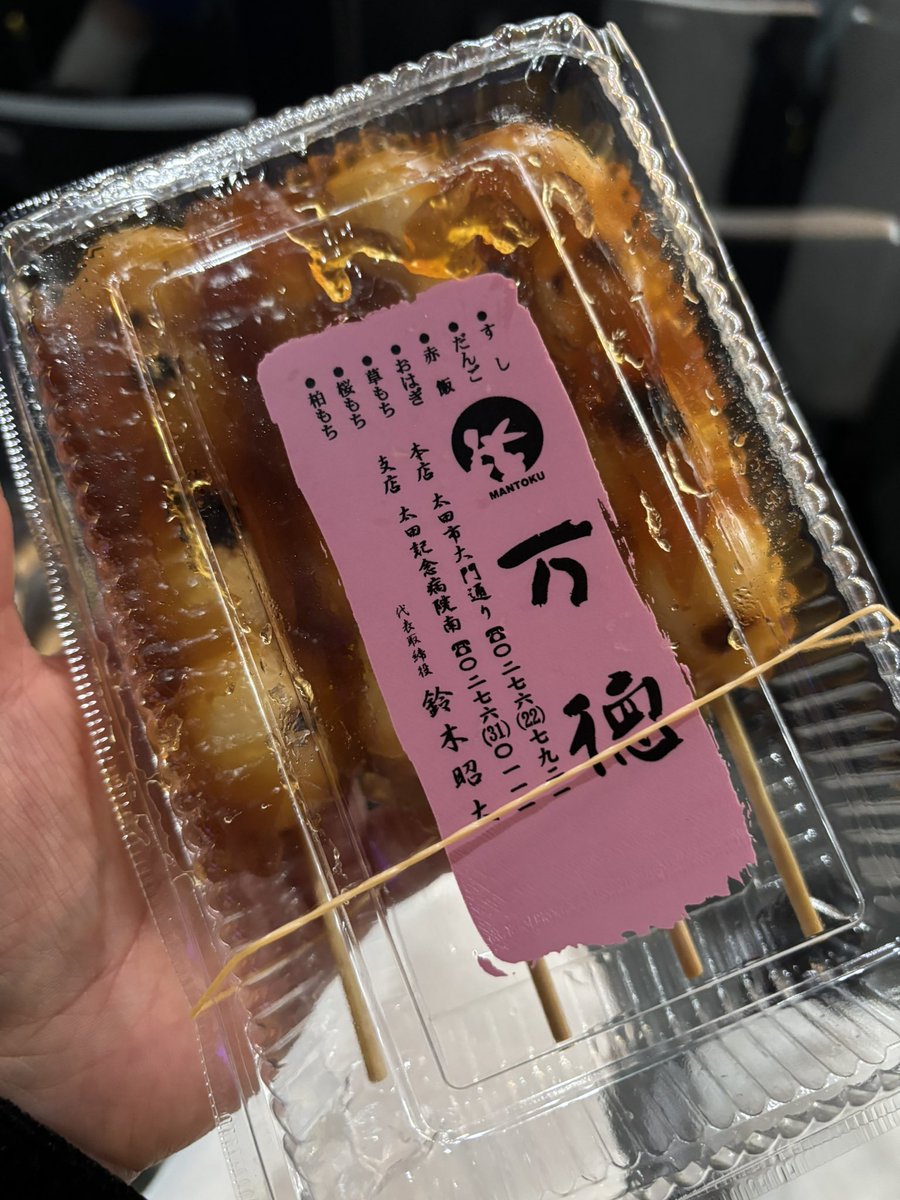 ●すし
●だんご
●赤飯
●おはぎ
●草もち
●桜もち
●柏もち
鈴
MANTOKU
万徳
本店 太田市大門通り ☎〇二七六(22)七九二一
支店 太田記念病院南 ☎〇二七六(31)〇一一一
代表取締役 鈴木昭